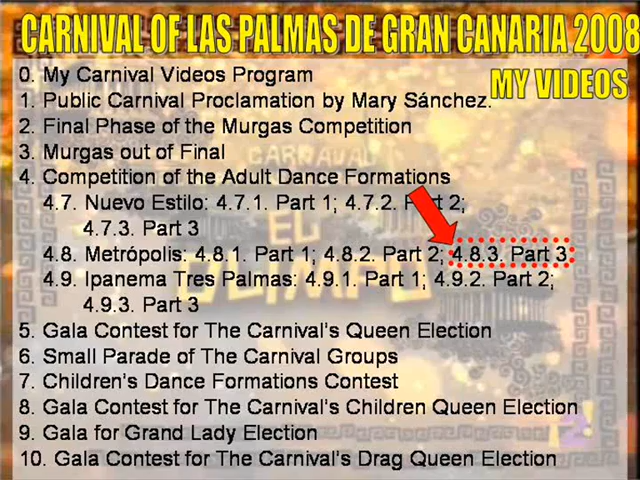 CARNIVAL OF LAS PALMAS DE GRAN CANARIA 2008
MY VIDEOS
0. My Carnival Videos Program
1. Public Carnival Proclamation by Mary Sánchez.
2. Final Phase of the Murgas Competition
3. Murgas out of Final
4. Competition of the Adult Dance Formations
4.7. Nuevo Estilo: 4.7.1. Part 1; 4.7.2. Part 2;
4.7.3. Part 3
4.8. Metrópolis: 4.8.1. Part 1; 4.8.2. Part 2; 4.8.3. Part 3;
4.9. Ipanema Tres Palmas: 4.9.1. Part 1; 4.9.2. Part 2;
4.9.3. Part 3
5. Gala Contest for The Carnival's Queen Election
6. Small Parade of The Carnival Groups
7. Children's Dance Formations Contest
8. Gala Contest for The Carnival's Children Queen Election
9. Gala for Grand Lady Election
10. Gala Contest for The Carnival's Drag Queen Election
CARNAVAL
EL